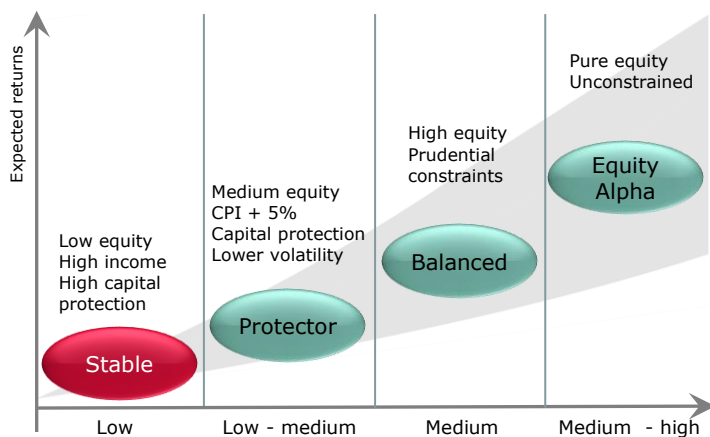 Expected returns
Pure equity
Unconstrained
Equity
Alpha
High equity
Prudential
constraints
Balanced
Medium equity
CPI + 5%
Capital protection
Lower volatility
Protector
Low equity
High income
High capital
protection
Stable
Low
Low - medium
Medium
Medium - high